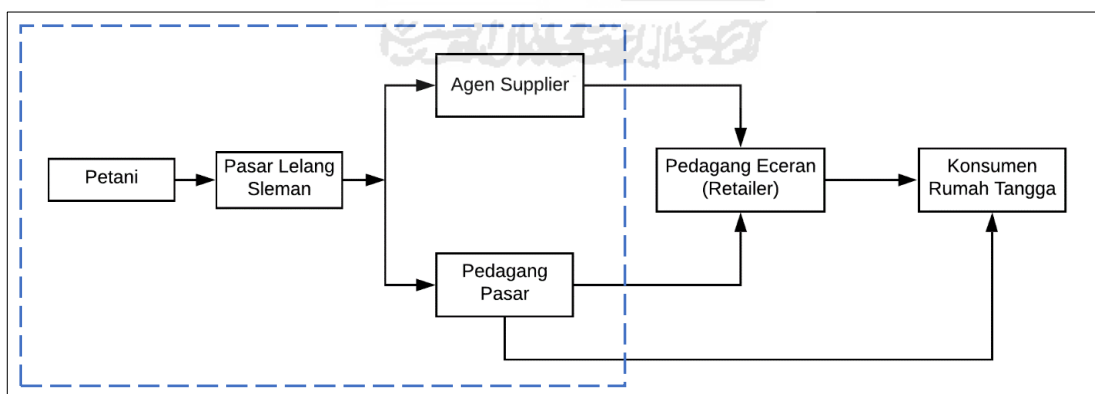 Agen Supplier
Petani
Pasar Lelang
Sleman
Pedagang Eceran
(Retailer)
Konsumen
Rumah Tangga
Pedagang
Pasar